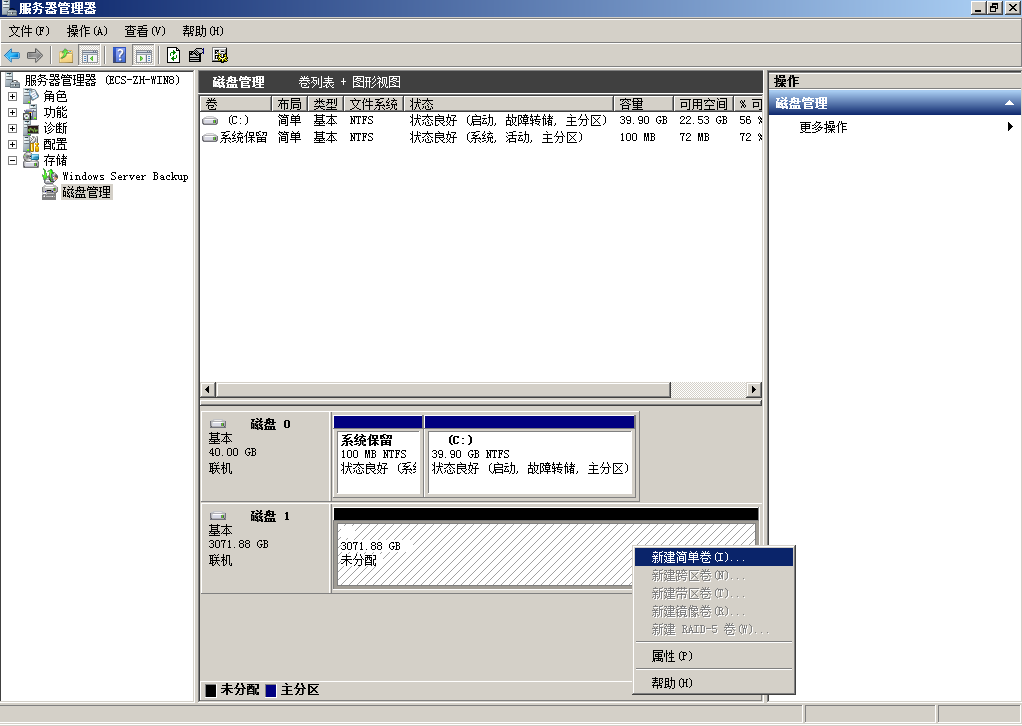 服务器管理器
文件(F) 操作(A) 查看(V) 帮助(H)
服务器管理器 (ECS-ZH-WIN8)
角色
功能
诊断
配置
存储
Windows Server Backup
磁盘管理
磁盘管理 卷列表 + 图形视图
卷 布局 类型 文件系统 状态 容量 可用空间 % 可
(C:) 简单 基本 NTFS 状态良好 (启动, 故障转储, 主分区) 39.90 GB 22.53 GB 56 %
系统保留 简单 基本 NTFS 状态良好 (系统, 活动, 主分区) 100 MB 72 MB 72 %
磁盘 0
基本
40.00 GB
联机
系统保留
100 MB NTFS
状态良好 (系统
(C:)
39.90 GB NTFS
状态良好 (启动, 故障转储, 主分区)
磁盘 1
基本
3071.88 GB
联机
3071.88 GB
未分配
新建简单卷(I)...
新建跨区卷(N)...
新建带区卷(T)...
新建镜像卷(R)...
新建 RAID-5 卷(W)...
属性(P)
帮助(H)
未分配 主分区
操作
磁盘管理
更多操作